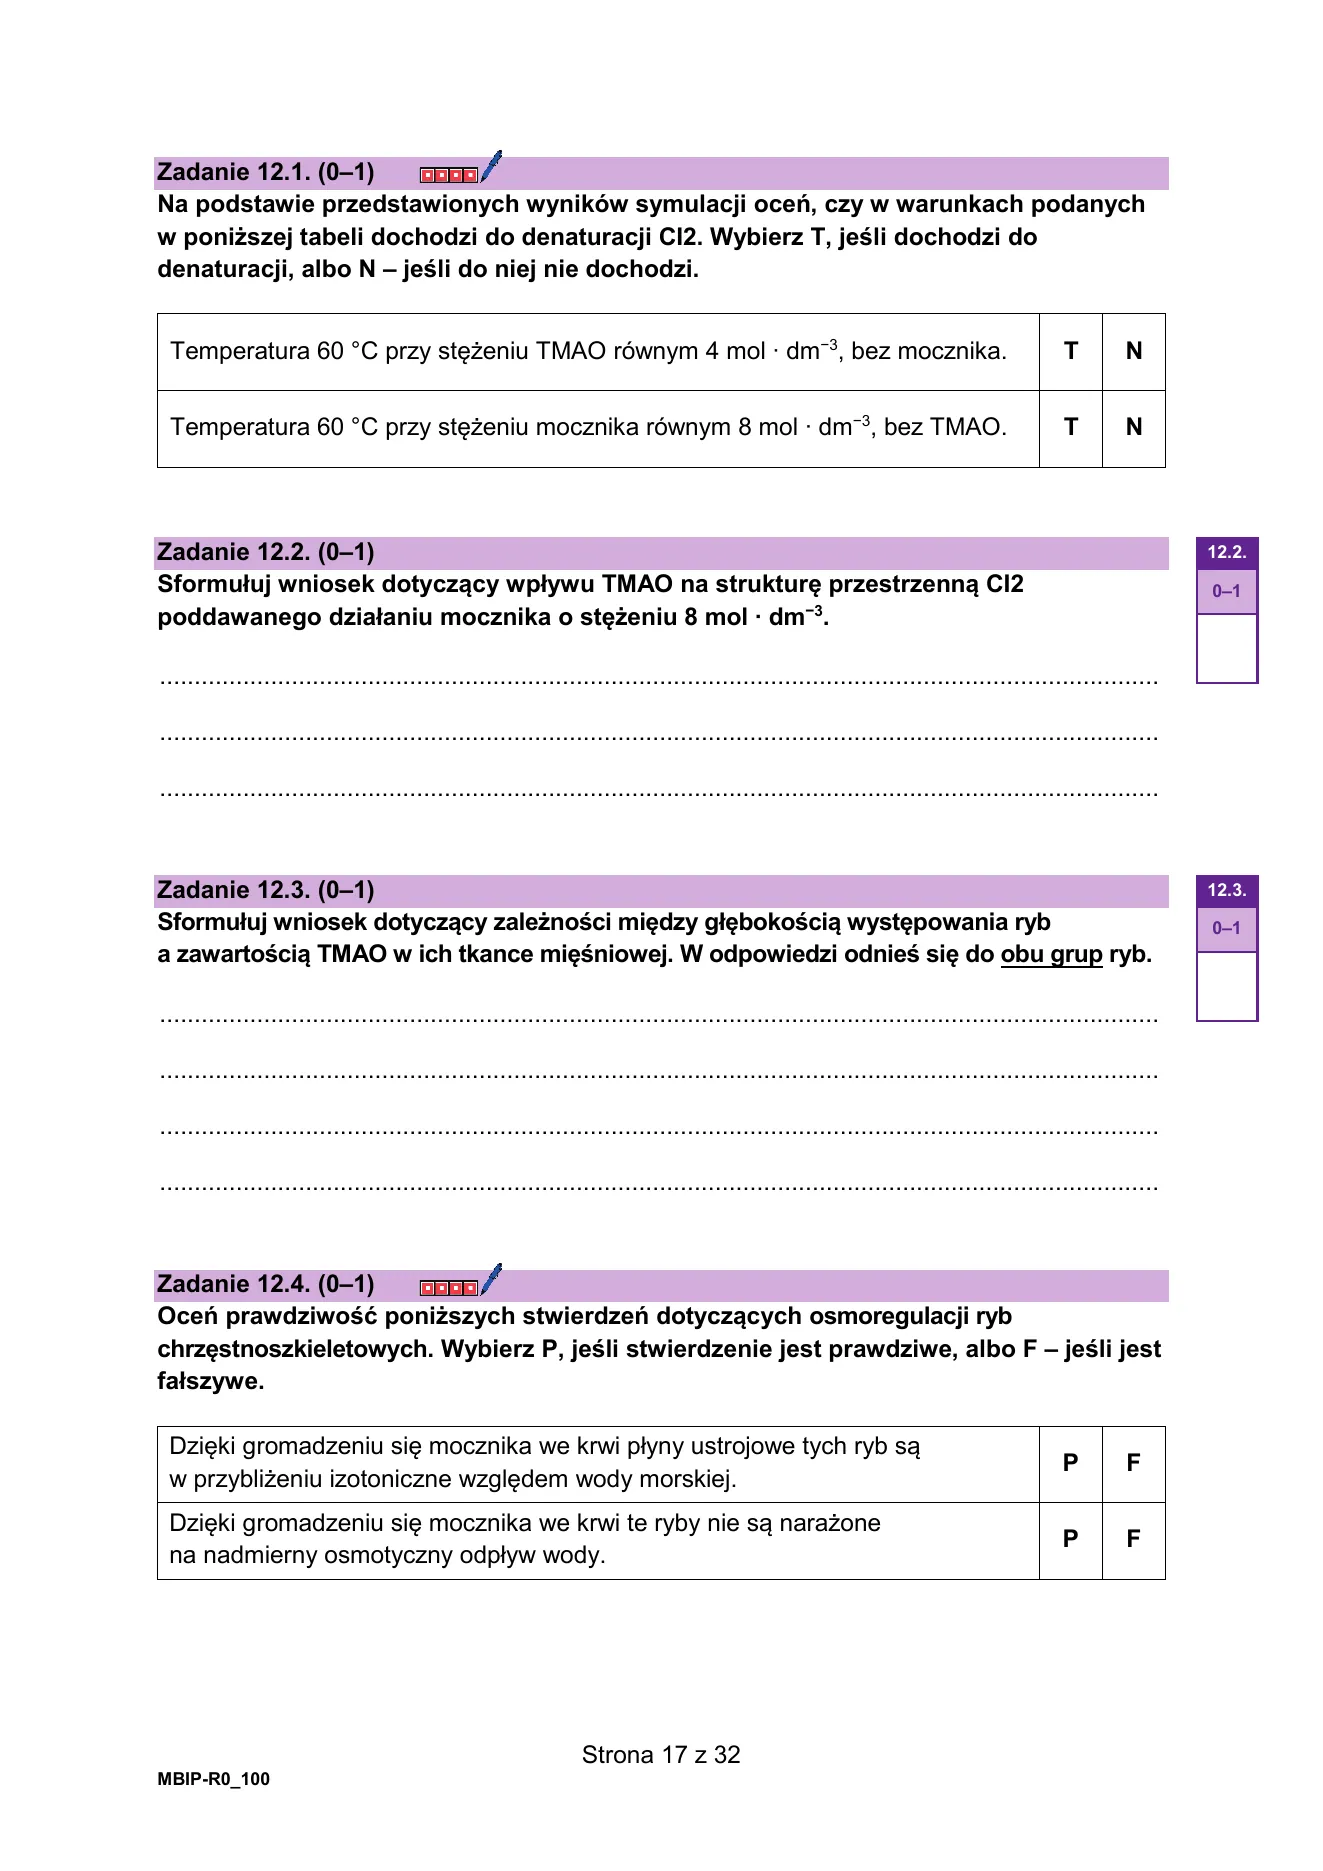 Zadanie 12.1. (0–1)
Na podstawie przedstawionych wyników symulacji oceń, czy w warunkach podanych
w poniższej tabeli dochodzi do denaturacji CI2. Wybierz T, jeśli dochodzi do
denaturacji, albo N – jeśli do niej nie dochodzi.
Temperatura 60 °C przy stężeniu TMAO równym 4 mol · dm⁻³, bez mocznika. T N
Temperatura 60 °C przy stężeniu mocznika równym 8 mol · dm⁻³, bez TMAO. T N
Zadanie 12.2. (0–1)
Sformułuj wniosek dotyczący wpływu TMAO na strukturę przestrzenną CI2
poddawanego działaniu mocznika o stężeniu 8 mol · dm⁻³.
12.2.
0–1
Zadanie 12.3. (0–1)
Sformułuj wniosek dotyczący zależności między głębokością występowania ryb
a zawartością TMAO w ich tkance mięśniowej. W odpowiedzi odnieś się do obu grup ryb.
12.3.
0–1
Zadanie 12.4. (0–1)
Oceń prawdziwość poniższych stwierdzeń dotyczących osmoregulacji ryb
chrzęstnoszkieletowych. Wybierz P, jeśli stwierdzenie jest prawdziwe, albo F – jeśli jest
fałszywe.
Dzięki gromadzeniu się mocznika we krwi płyny ustrojowe tych ryb są
w przybliżeniu izotoniczne względem wody morskiej.
P F
Dzięki gromadzeniu się mocznika we krwi te ryby nie są narażone
na nadmierny osmotyczny odpływ wody.
P F
Strona 17 z 32
MBIP-R0_100